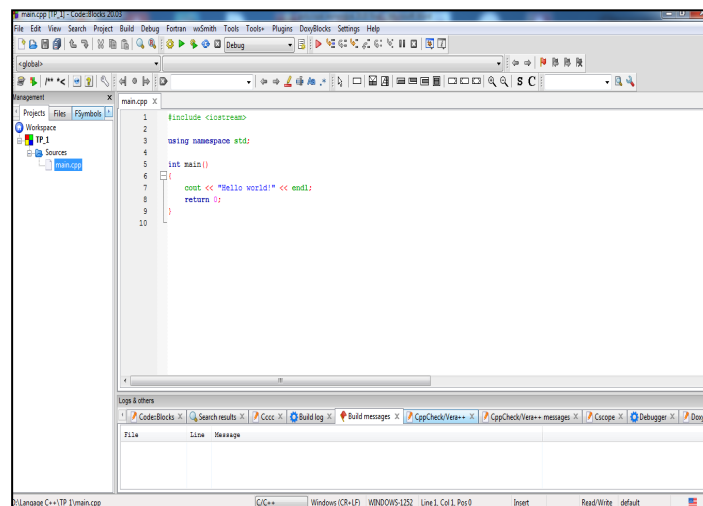 main.cpp [TP_1] - Code::Blocks 20.03
File Edit View Search Project Build Debug Fortran wxSmith Tools Tools+ Plugins DoxyBlocks Settings Help
Debug
<global>
/** *< S C
Management X
Projects Files FSymbols
Workspace
TP_1
Sources
main.cpp
main.cpp X
1 #include <iostream>
2
3 using namespace std;
4
5 int main()
6 {
7 cout << "Hello world!" << endl;
8 return 0;
9 }
10
Logs & others
Code::Blocks X Search results X Cccc X Build log X Build messages X CppCheck/Vera++ X CppCheck/Vera++ messages X Cscope X Debugger X Doxy
File Line Message
D:\Langage C++\TP 1\main.cpp C/C++ Windows (CR+LF) WINDOWS-1252 Line 1, Col 1, Pos 0 Insert Read/Write default